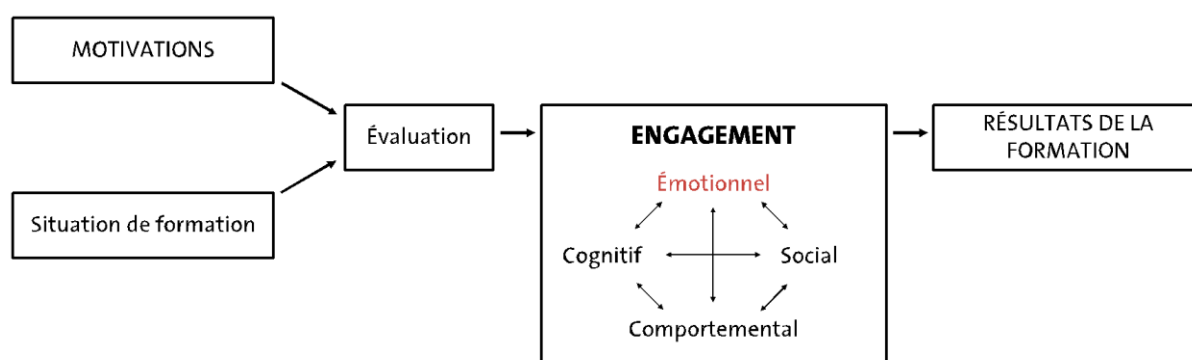 MOTIVATIONS
Situation de formation
Évaluation
ENGAGEMENT
Émotionnel
Cognitif
Social
Comportemental
RÉSULTATS DE LA
FORMATION